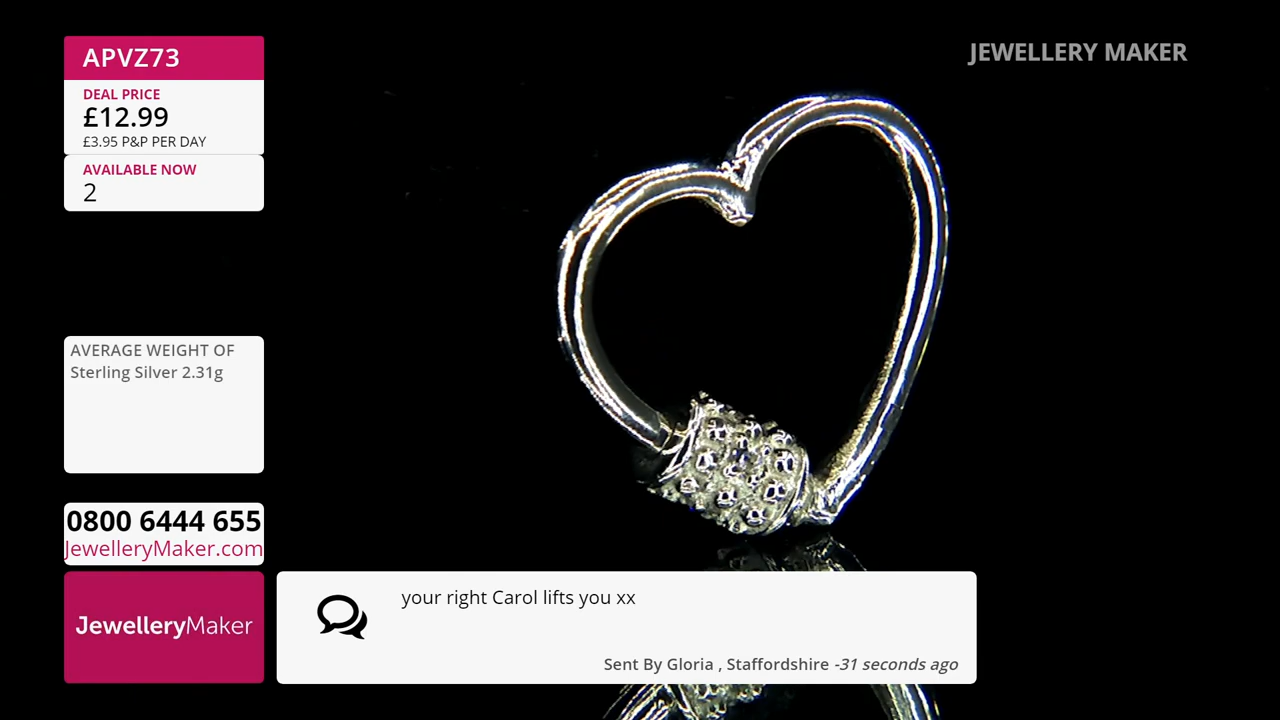 APVZ73
DEAL PRICE
£12.99
£3.95 P&P PER DAY
AVAILABLE NOW
2
AVERAGE WEIGHT OF
Sterling Silver 2.31g
0800 6444 655
JewelleryMaker.com
JewelleryMaker
JEWELLERY MAKER
your right Carol lifts you xx
Sent By Gloria , Staffordshire -31 seconds ago